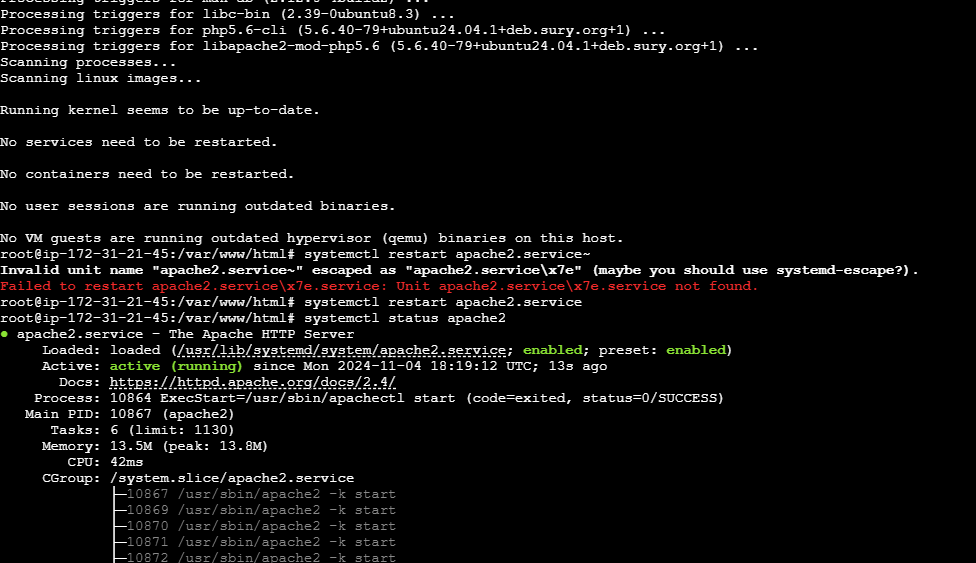 Processing triggers for man-db (2.12.0-4build2) ...
Processing triggers for libc-bin (2.39-0ubuntu8.3) ...
Processing triggers for php5.6-cli (5.6.40-79+ubuntu24.04.1+deb.sury.org+1) ...
Processing triggers for libapache2-mod-php5.6 (5.6.40-79+ubuntu24.04.1+deb.sury.org+1) ...
Scanning processes...
Scanning linux images...
Running kernel seems to be up-to-date.
No services need to be restarted.
No containers need to be restarted.
No user sessions are running outdated binaries.
No VM guests are running outdated hypervisor (qemu) binaries on this host.
root@ip-172-31-21-45:/var/www/html# systemctl restart apache2.service~
Invalid unit name "apache2.service~" escaped as "apache2.service\x7e" (maybe you should use systemd-escape?).
Failed to restart apache2.service\x7e.service: Unit apache2.service\x7e.service not found.
root@ip-172-31-21-45:/var/www/html# systemctl restart apache2.service
root@ip-172-31-21-45:/var/www/html# systemctl status apache2
● apache2.service - The Apache HTTP Server
Loaded: loaded (/usr/lib/systemd/system/apache2.service; enabled; preset: enabled)
Active: active (running) since Mon 2024-11-04 18:19:12 UTC; 13s ago
Docs: https://httpd.apache.org/docs/2.4/
Process: 10864 ExecStart=/usr/sbin/apachectl start (code=exited, status=0/SUCCESS)
Main PID: 10867 (apache2)
Tasks: 6 (limit: 1130)
Memory: 13.5M (peak: 13.8M)
CPU: 42ms
CGroup: /system.slice/apache2.service
├─10867 /usr/sbin/apache2 -k start
├─10869 /usr/sbin/apache2 -k start
├─10870 /usr/sbin/apache2 -k start
├─10871 /usr/sbin/apache2 -k start
├─10872 /usr/sbin/apache2 -k start